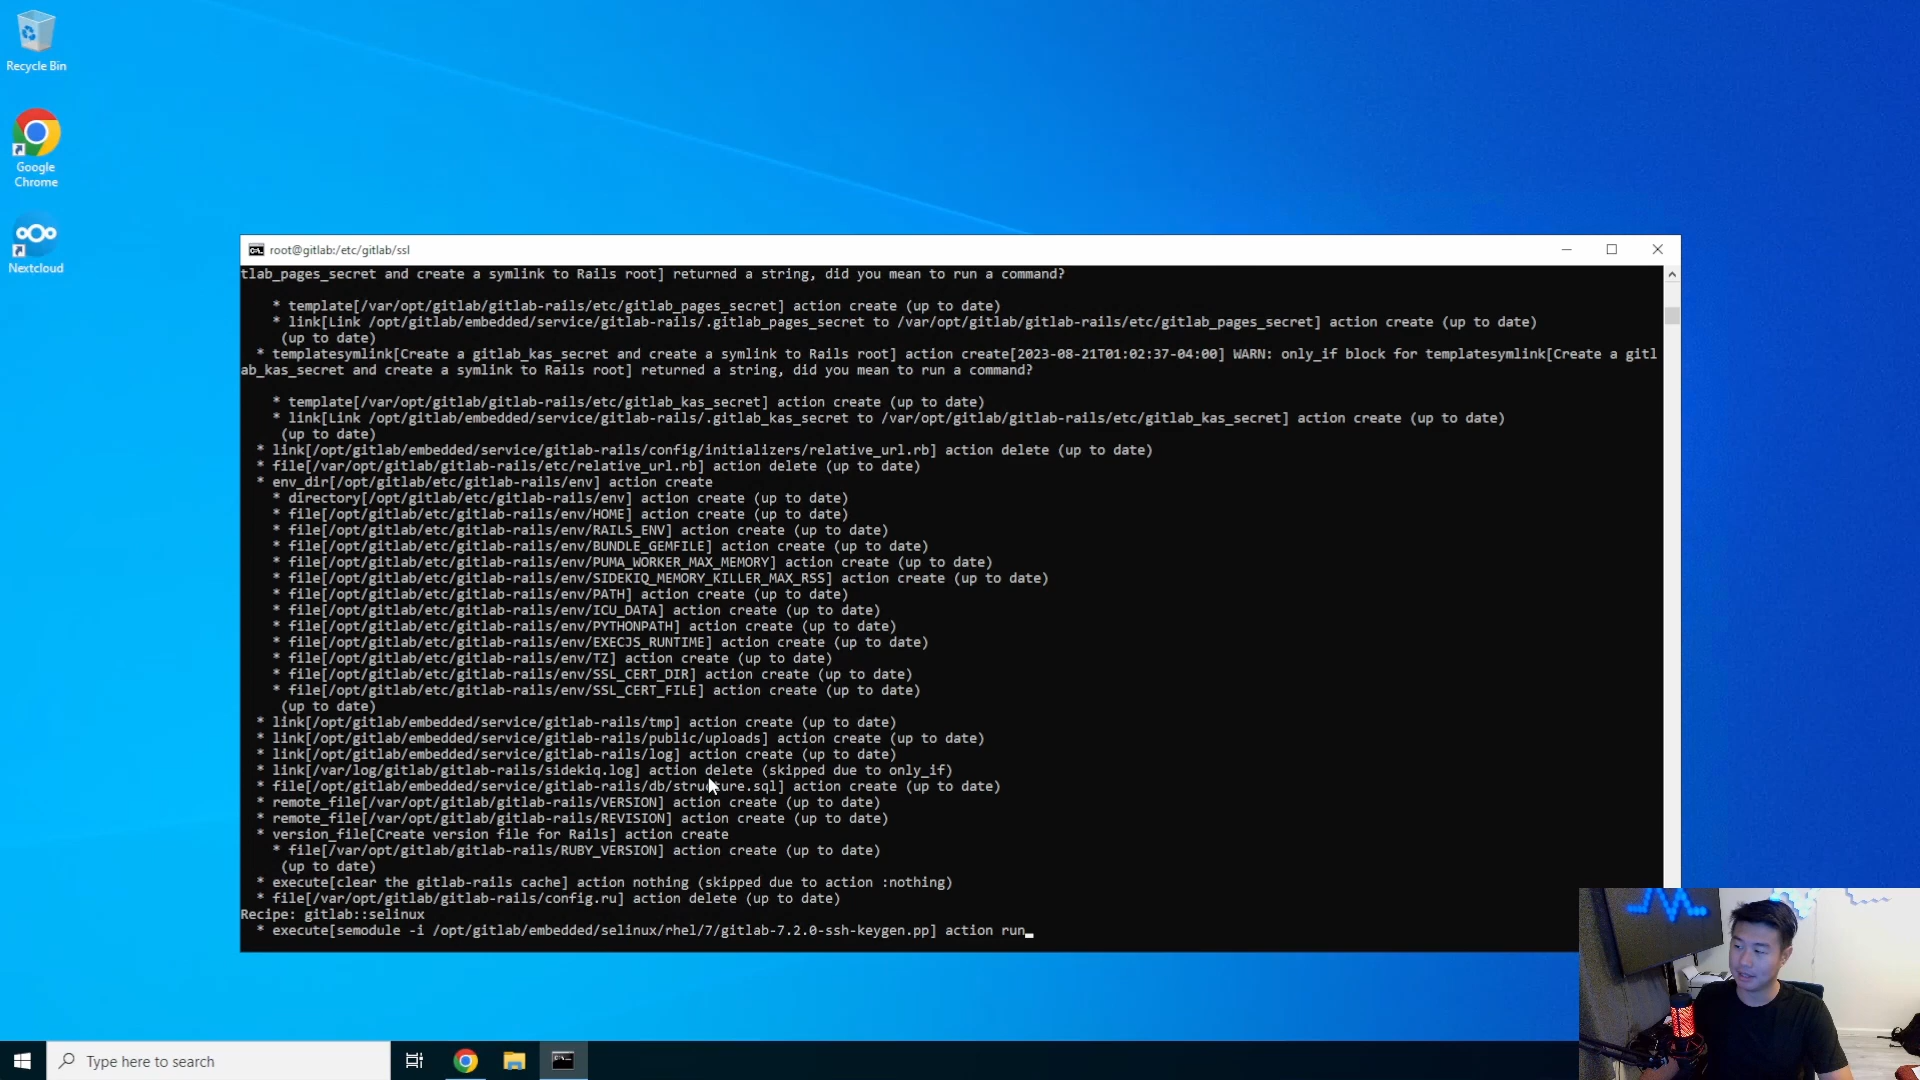 Recycle Bin
Google
Chrome
Nextcloud
root@gitlab:/etc/gitlab/ssl
tlab_pages_secret and create a symlink to Rails root] returned a string, did you mean to run a command?
* template[/var/opt/gitlab/gitlab-rails/etc/gitlab_pages_secret] action create (up to date)
* link[Link /opt/gitlab/embedded/service/gitlab-rails/.gitlab_pages_secret to /var/opt/gitlab/gitlab-rails/etc/gitlab_pages_secret] action create (up to date)
(up to date)
* templatesymlink[Create a gitlab_kas_secret and create a symlink to Rails root] action create[2023-08-21T01:02:37-04:00] WARN: only_if block for templatesymlink[Create a gitl
ab_kas_secret and create a symlink to Rails root] returned a string, did you mean to run a command?
* template[/var/opt/gitlab/gitlab-rails/etc/gitlab_kas_secret] action create (up to date)
* link[Link /opt/gitlab/embedded/service/gitlab-rails/.gitlab_kas_secret to /var/opt/gitlab/gitlab-rails/etc/gitlab_kas_secret] action create (up to date)
(up to date)
* link[/opt/gitlab/embedded/service/gitlab-rails/config/initializers/relative_url.rb] action delete (up to date)
* file[/var/opt/gitlab/gitlab-rails/etc/relative_url.rb] action delete (up to date)
* env_dir[/opt/gitlab/etc/gitlab-rails/env] action create
* directory[/opt/gitlab/etc/gitlab-rails/env] action create (up to date)
* file[/opt/gitlab/etc/gitlab-rails/env/HOME] action create (up to date)
* file[/opt/gitlab/etc/gitlab-rails/env/RAILS_ENV] action create (up to date)
* file[/opt/gitlab/etc/gitlab-rails/env/BUNDLE_GEMFILE] action create (up to date)
* file[/opt/gitlab/etc/gitlab-rails/env/PUMA_WORKER_MAX_MEMORY] action create (up to date)
* file[/opt/gitlab/etc/gitlab-rails/env/SIDEKIQ_MEMORY_KILLER_MAX_RSS] action create (up to date)
* file[/opt/gitlab/etc/gitlab-rails/env/PATH] action create (up to date)
* file[/opt/gitlab/etc/gitlab-rails/env/ICU_DATA] action create (up to date)
* file[/opt/gitlab/etc/gitlab-rails/env/PYTHONPATH] action create (up to date)
* file[/opt/gitlab/etc/gitlab-rails/env/EXECJS_RUNTIME] action create (up to date)
* file[/opt/gitlab/etc/gitlab-rails/env/TZ] action create (up to date)
* file[/opt/gitlab/etc/gitlab-rails/env/SSL_CERT_DIR] action create (up to date)
* file[/opt/gitlab/etc/gitlab-rails/env/SSL_CERT_FILE] action create (up to date)
(up to date)
* link[/opt/gitlab/embedded/service/gitlab-rails/tmp] action create (up to date)
* link[/opt/gitlab/embedded/service/gitlab-rails/public/uploads] action create (up to date)
* link[/opt/gitlab/embedded/service/gitlab-rails/log] action create (up to date)
* link[/var/log/gitlab/gitlab-rails/sidekiq.log] action delete (skipped due to only_if)
* file[/opt/gitlab/embedded/service/gitlab-rails/db/structure.sql] action create (up to date)
* remote_file[/var/opt/gitlab/gitlab-rails/VERSION] action create (up to date)
* remote_file[/var/opt/gitlab/gitlab-rails/REVISION] action create (up to date)
* version_file[Create version file for Rails] action create
* file[/var/opt/gitlab/gitlab-rails/RUBY_VERSION] action create (up to date)
(up to date)
* execute[clear the gitlab-rails cache] action nothing (skipped due to action :nothing)
* file[/var/opt/gitlab/gitlab-rails/config.ru] action delete (up to date)
Recipe: gitlab::selinux
* execute[semodule -i /opt/gitlab/embedded/selinux/rhel/7/gitlab-7.2.0-ssh-keygen.pp] action run
Type here to search